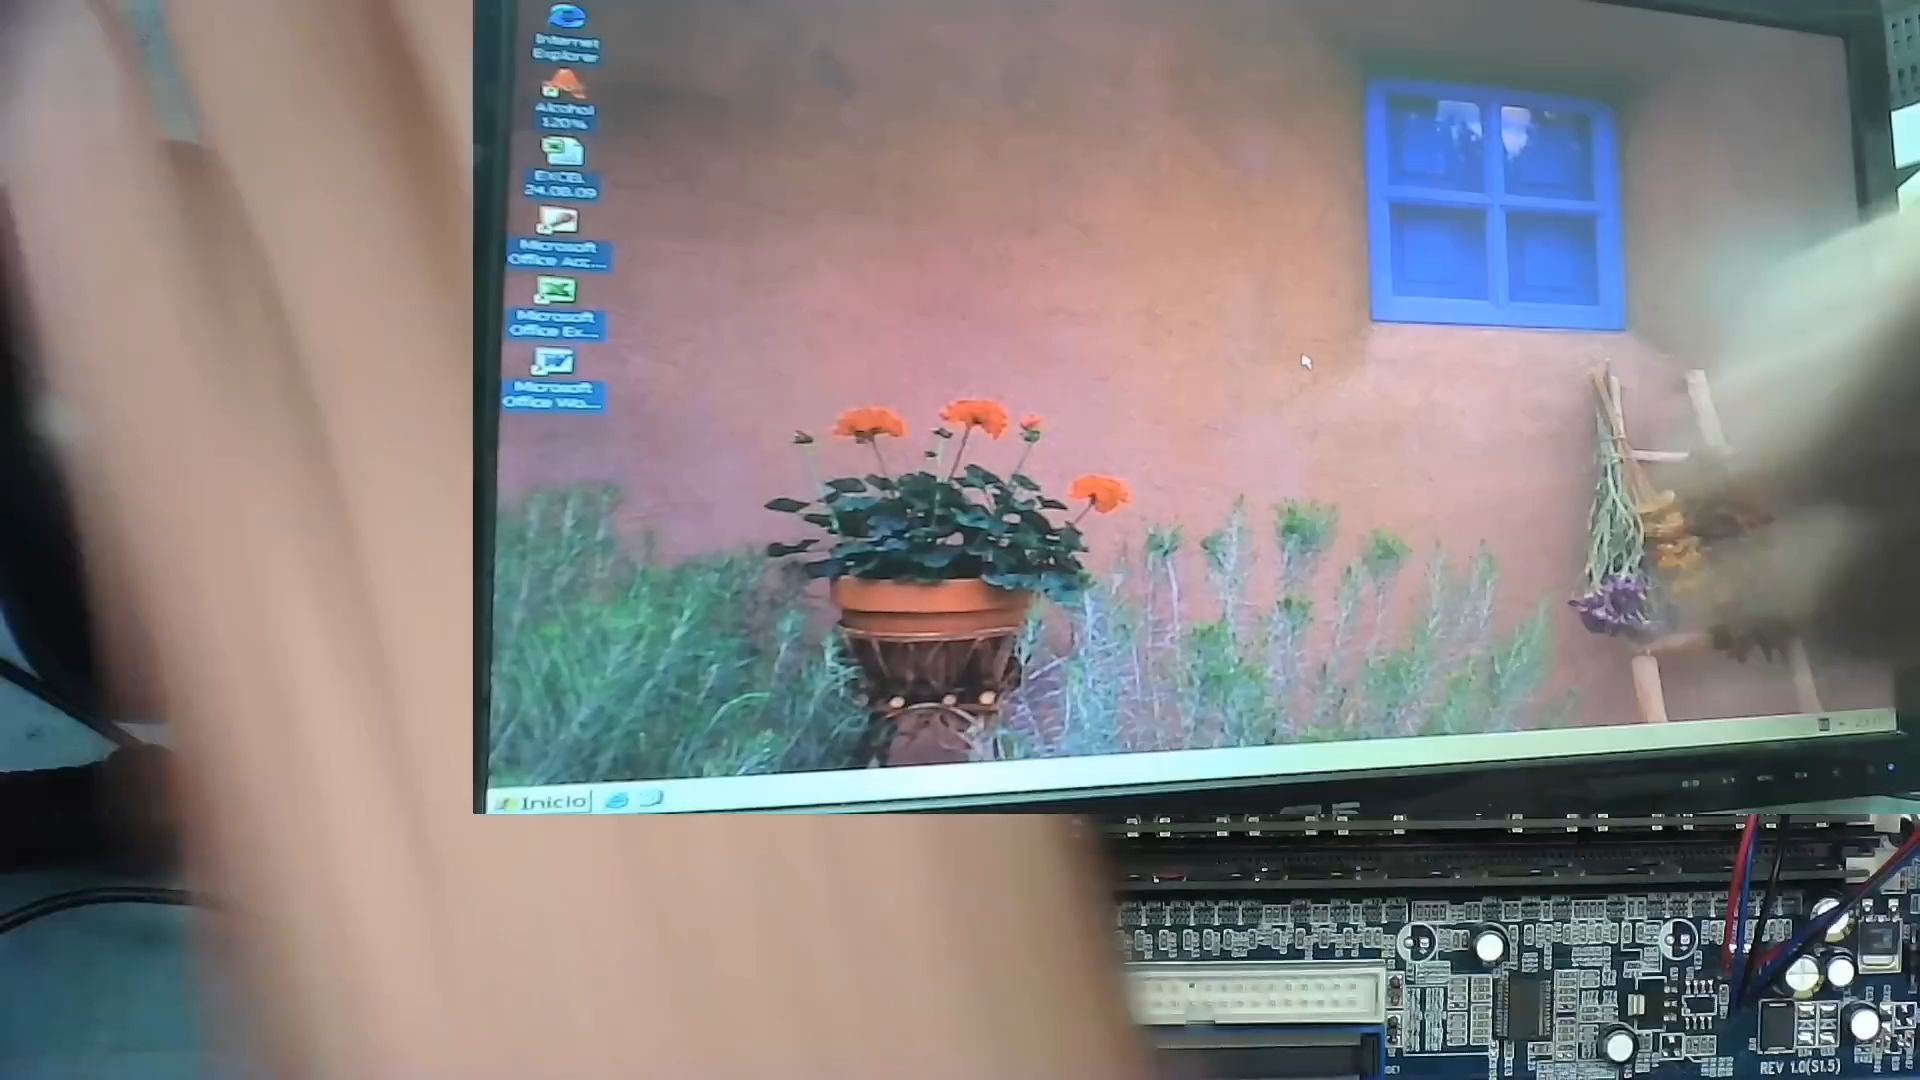 Internet
Explorer
Alcohol
120%
EXCEL
24.08.09
Microsoft
Office Acc...
Microsoft
Office Ex...
Microsoft
Office Wo...
Inicio
REV 1.0(S1.5)